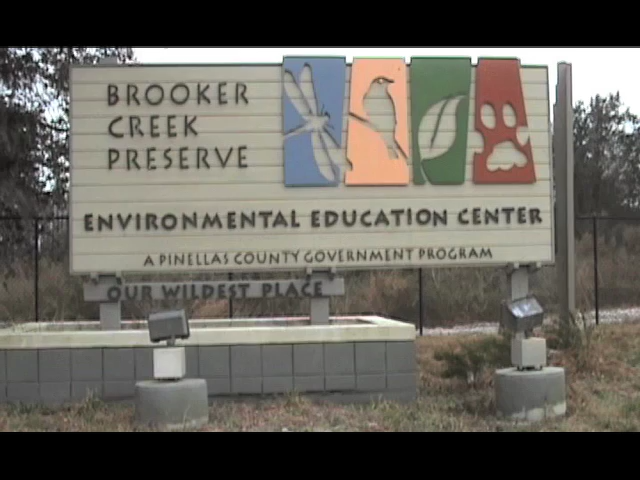 BROOKER
CREEK
PRESERVE
ENVIRONMENTAL EDUCATION CENTER
A PINELLAS COUNTY GOVERNMENT PROGRAM
OUR WILDEST PLACE